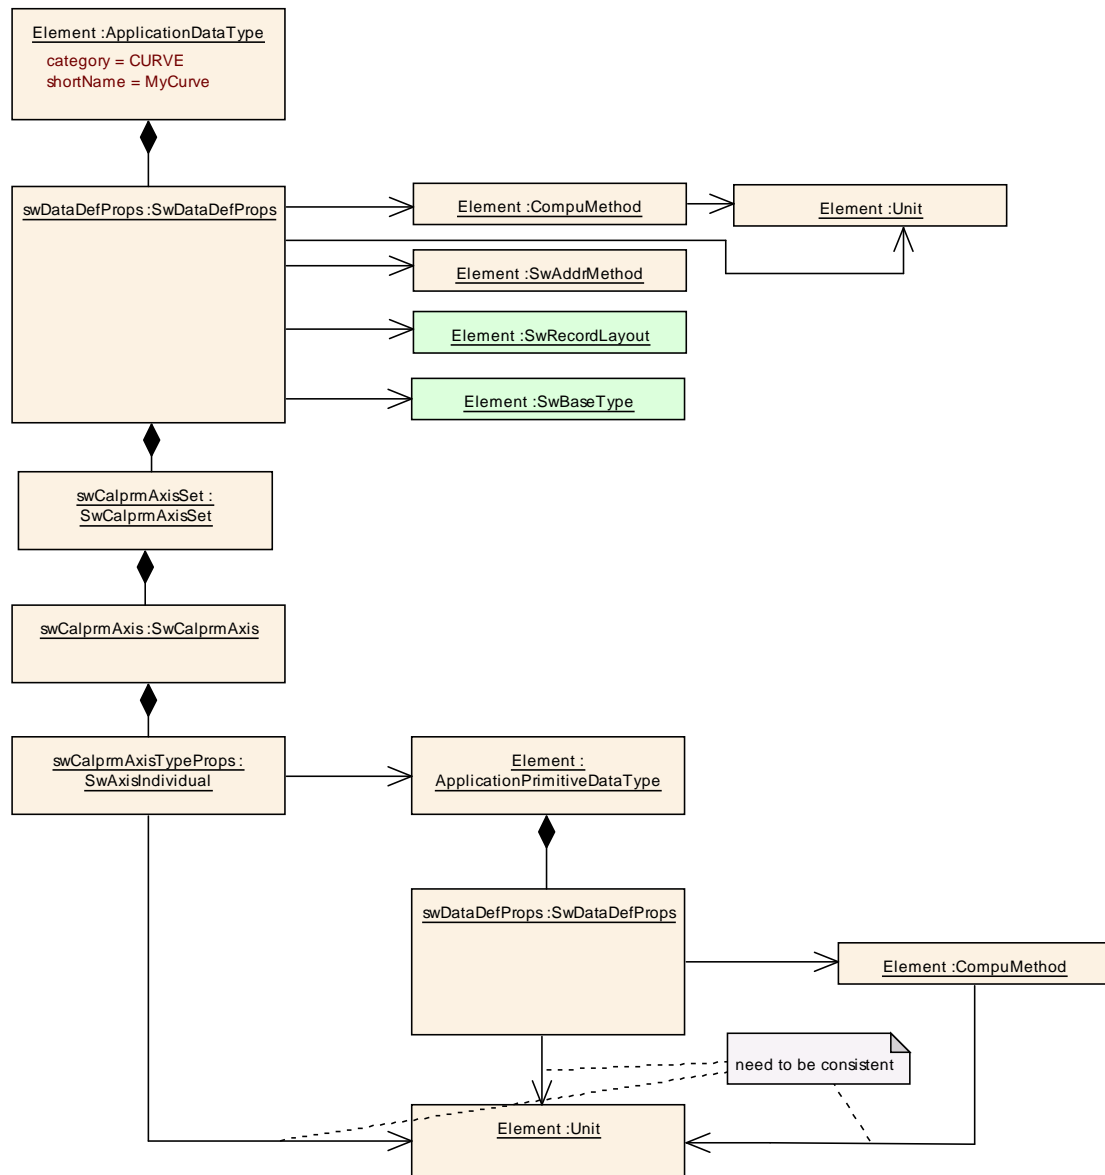 Element :ApplicationDataType
category = CURVE
shortName = MyCurve
swDataDefProps :SwDataDefProps
Element :CompuMethod
Element :Unit
Element :SwAddrMethod
Element :SwRecordLayout
Element :SwBaseType
swCalprmAxisSet :
SwCalprmAxisSet
swCalprmAxis :SwCalprmAxis
swCalprmAxisTypeProps :
SwAxisIndividual
Element :
ApplicationPrimitiveDataType
swDataDefProps :SwDataDefProps
Element :CompuMethod
need to be consistent
Element :Unit